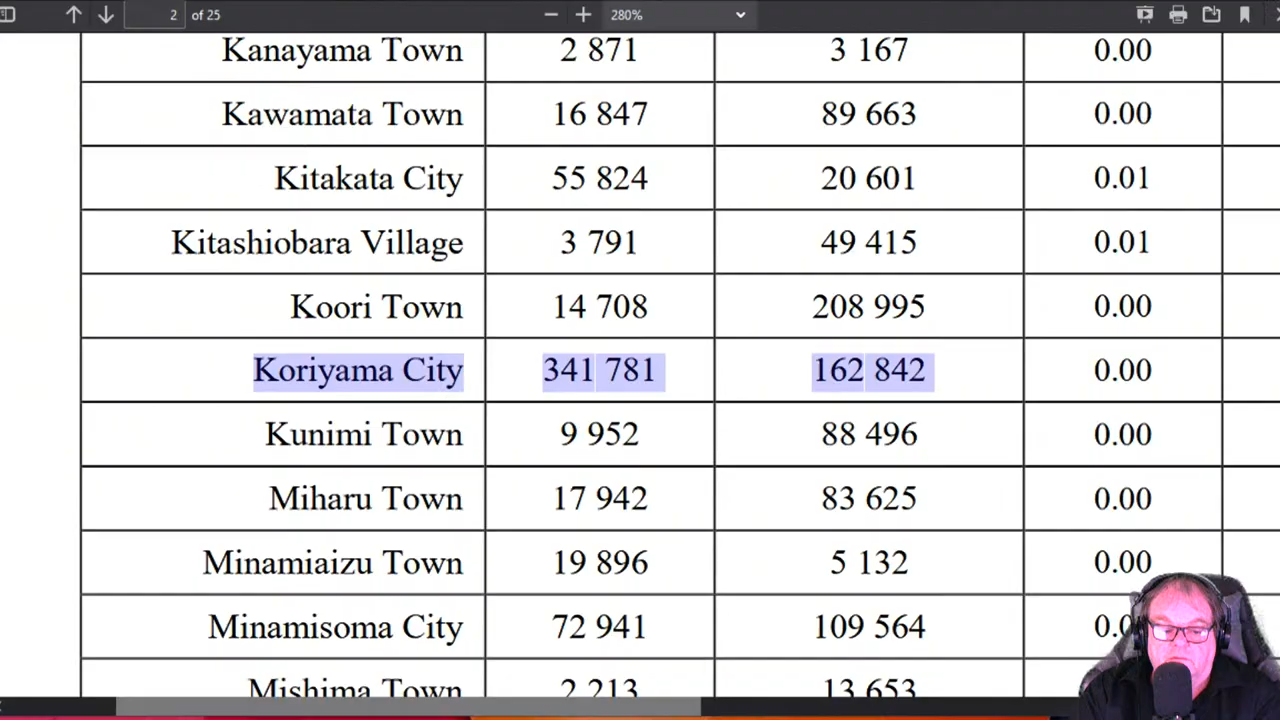 2 of 25 280%
Kanayama Town 2 871 3 167 0.00
Kawamata Town 16 847 89 663 0.00
Kitakata City 55 824 20 601 0.01
Kitashiobara Village 3 791 49 415 0.01
Koori Town 14 708 208 995 0.00
Koriyama City 341 781 162 842 0.00
Kunimi Town 9 952 88 496 0.00
Miharu Town 17 942 83 625 0.00
Minamiaizu Town 19 896 5 132 0.00
Minamisoma City 72 941 109 564
Mishima Town 2 213 13 653